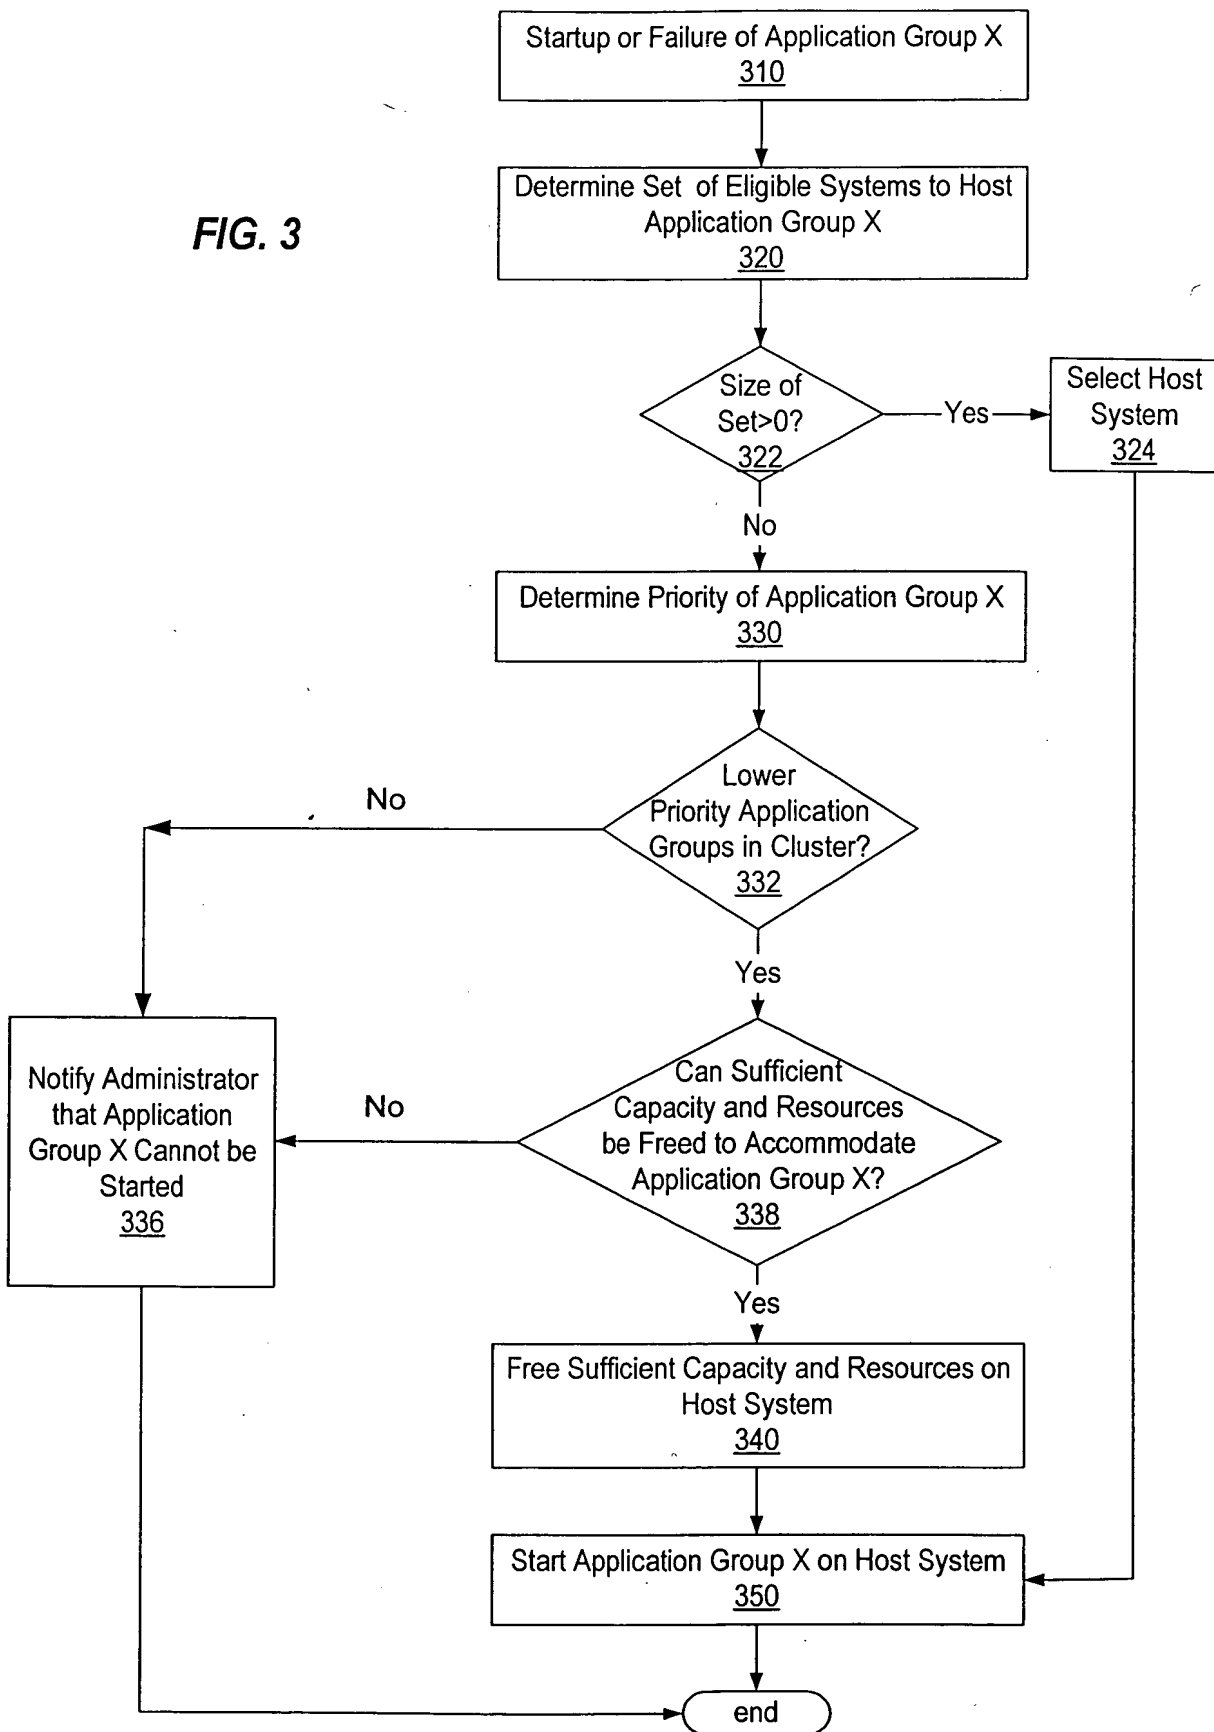 Startup or Failure of Application Group X
310
Determine Set of Eligible Systems to Host
Application Group X
320
FIG. 3
Size of
Set>0?
322
Yes
Select Host
System
324
No
Determine Priority of Application Group X
330
Lower
Priority Application
Groups in Cluster?
332
No
Yes
Notify Administrator
that Application
Group X Cannot be
Started
336
No
Can Sufficient
Capacity and Resources
be Freed to Accommodate
Application Group X?
338
Yes
Free Sufficient Capacity and Resources on
Host System
340
Start Application Group X on Host System
350
end